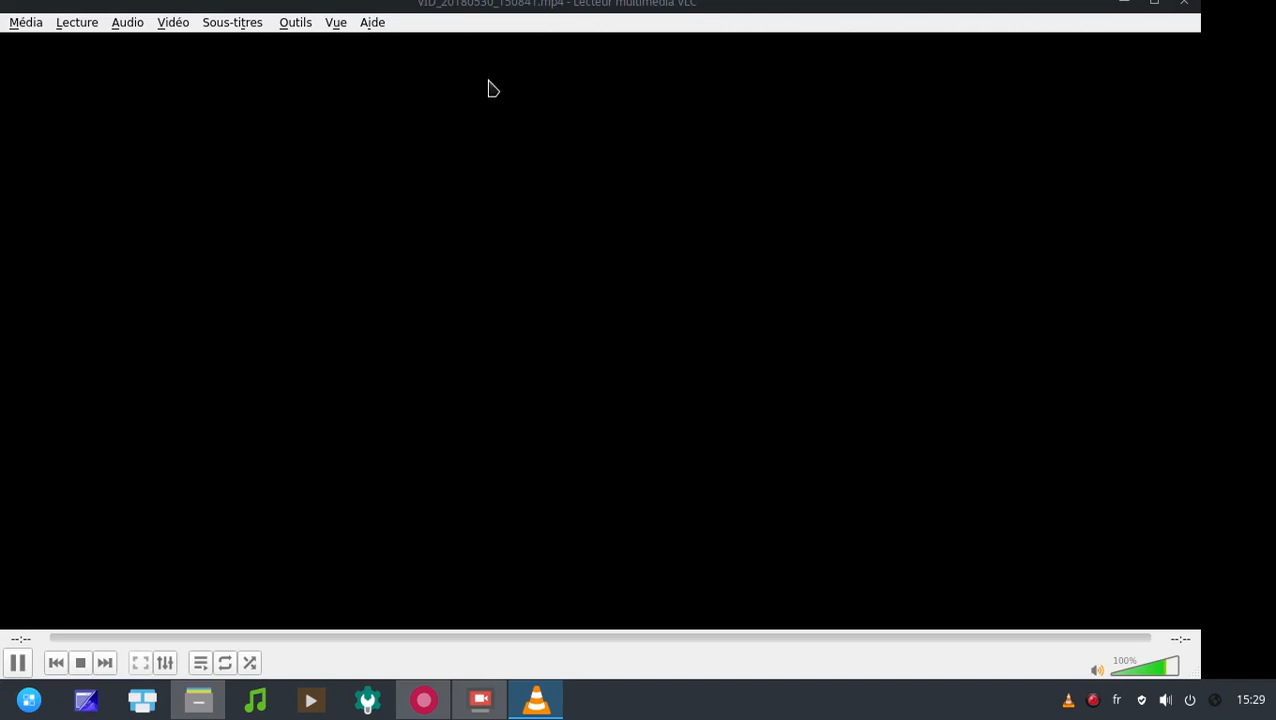 VID_20180530_150841.mp4 - Lecteur multimédia VLC
Média Lecture Audio Vidéo Sous-titres Outils Vue Aide
--:-- --:--
100%
fr 15:29